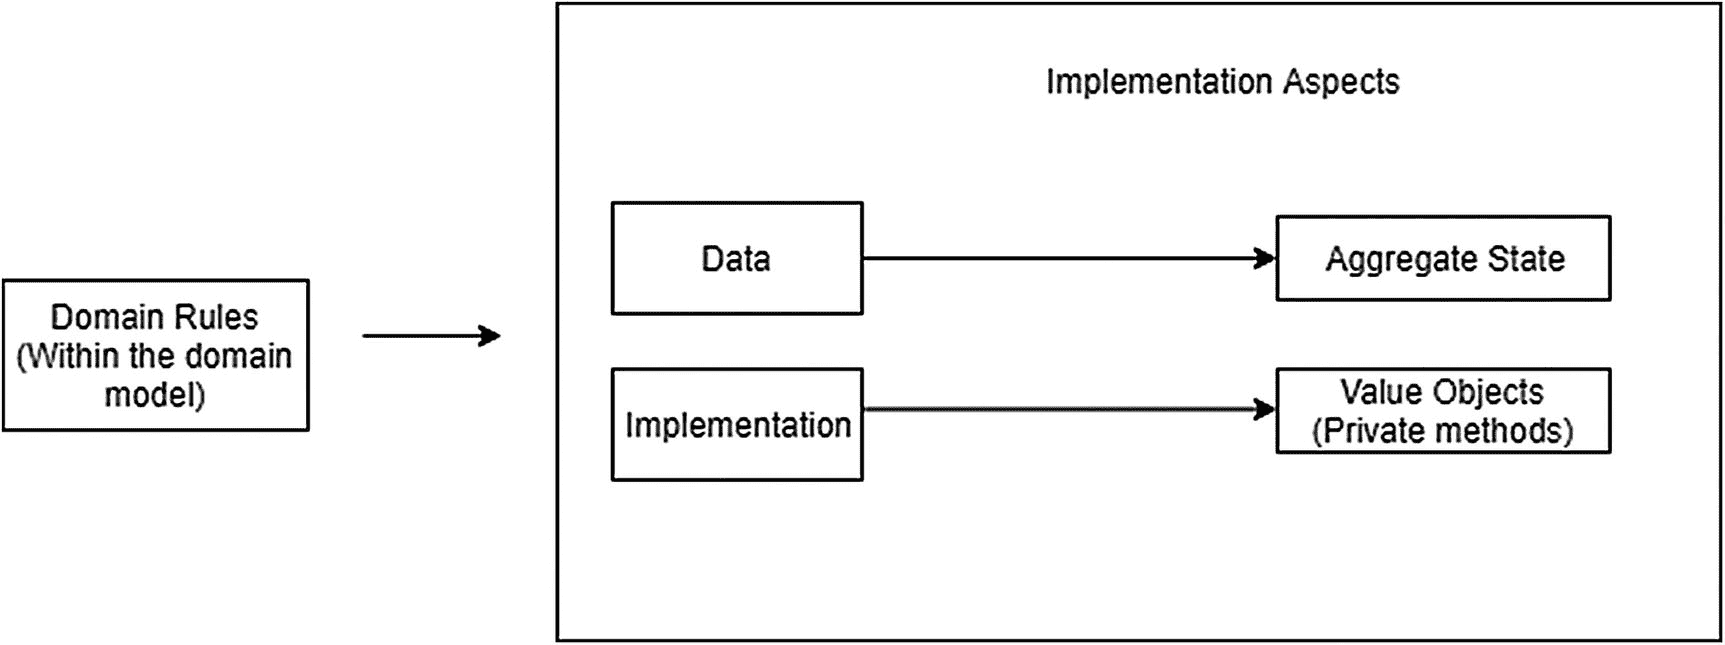 Implementation Aspects
Data
Aggregate State
Domain Rules
(Within the domain
model)
Implementation
Value Objects
(Private methods)